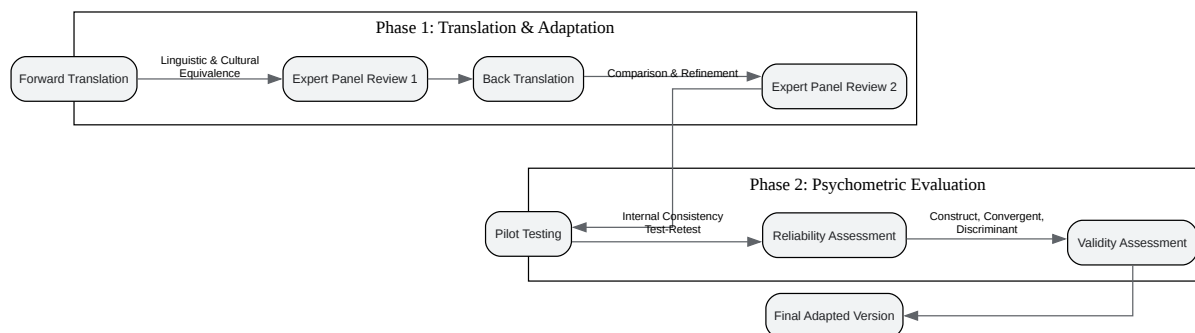 Phase 1: Translation & Adaptation
Forward Translation
Linguistic & Cultural
Equivalence
Expert Panel Review 1
Back Translation
Comparison & Refinement
Expert Panel Review 2
Phase 2: Psychometric Evaluation
Pilot Testing
Internal Consistency
Test-Retest
Reliability Assessment
Construct, Convergent,
Discriminant
Validity Assessment
Final Adapted Version